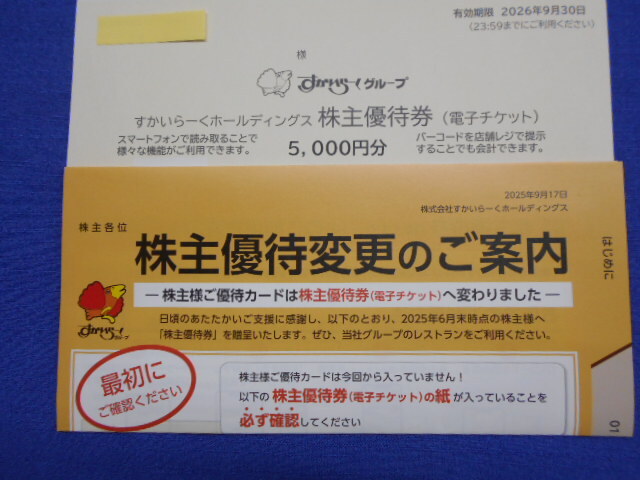 有効期限 2026年9月30日
(23:59までにご利用ください)
様
すかいらーくグループ
すかいらーくホールディングス 株主優待券(電子チケット)
スマートフォンで読み取ることで
様々な機能がご利用できます。
5,000円分
バーコードを店舗レジで提示
することでも会計できます。
2025年9月17日
株式会社すかいらーくホールディングス
株主各位
株主優待変更のご案内
― 株主様ご優待カードは株主優待券(電子チケット)へ変わりました ―
すかいらーく
グループ
日頃のあたたかいご支援に感謝し、以下のとおり、2025年6月末時点の株主様へ
「株主優待券」を贈呈いたします。ぜひ、当社グループのレストランをご利用ください。
最初に
ご確認ください
株主様ご優待カードは今回から入っていません!
以下の 株主優待券(電子チケット)の紙 が入っていることを
必ず確認してください
はじめに
01